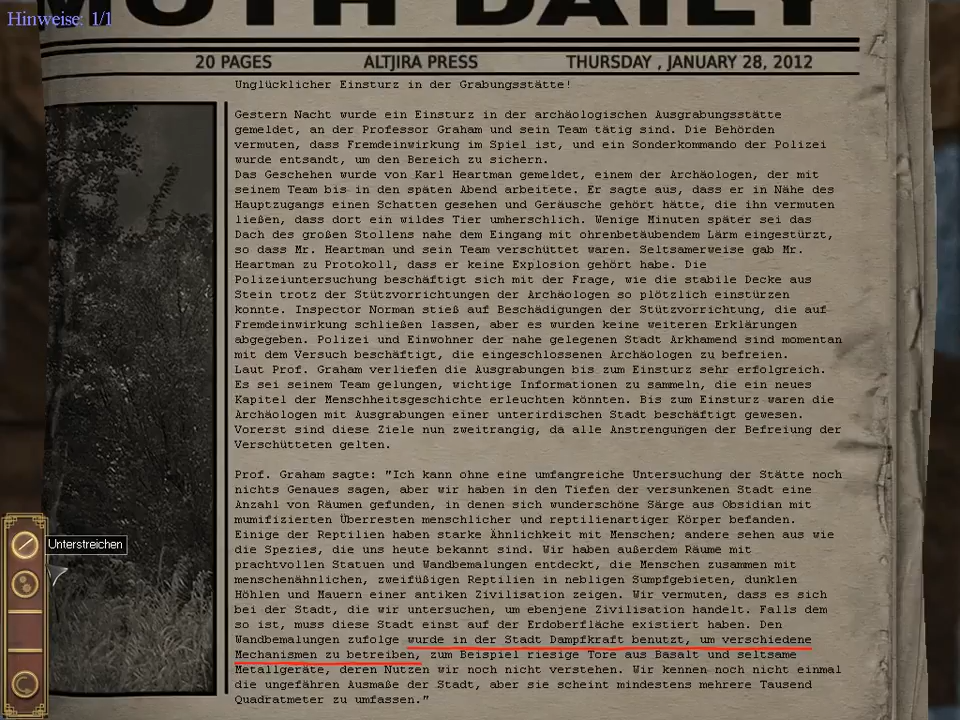 Hinweise: 1/1
MOUTH DAILY
20 PAGES ALTJIRA PRESS THURSDAY , JANUARY 28, 2012
Unglücklicher Einsturz in der Grabungsstätte!
Gestern Nacht wurde ein Einsturz in der archäologischen Ausgrabungsstätte
gemeldet, an der Professor Graham und sein Team tätig sind. Die Behörden
vermuten, dass Fremdeinwirkung im Spiel ist, und ein Sonderkommando der Polizei
wurde entsandt, um den Bereich zu sichern.
Das Geschehen wurde von Karl Heartman gemeldet, einem der Archäologen, der mit
seinem Team bis in den späten Abend arbeitete. Er sagte aus, dass er in Nähe des
Hauptzugangs einen Schatten gesehen und Geräusche gehört hätte, die ihn vermuten
ließen, dass dort ein wildes Tier umherschlich. Wenige Minuten später sei das
Dach des großen Stollens nahe dem Eingang mit ohrenbetäubendem Lärm eingestürzt,
so dass Mr. Heartman und sein Team verschüttet waren. Seltsamerweise gab Mr.
Heartman zu Protokoll, dass er keine Explosion gehört habe. Die
Polizeiuntersuchung beschäftigt sich mit der Frage, wie die stabile Decke aus
Stein trotz der Stützvorrichtungen der Archäologen so plötzlich einstürzen
konnte. Inspector Norman stieß auf Beschädigungen der Stützvorrichtung, die auf
Fremdeinwirkung schließen lassen, aber es wurden keine weiteren Erklärungen
abgegeben. Polizei und Einwohner der nahe gelegenen Stadt Arkhamend sind momentan
mit dem Versuch beschäftigt, die eingeschlossenen Archäologen zu befreien.
Laut Prof. Graham verliefen die Ausgrabungen bis zum Einsturz sehr erfolgreich.
Es sei seinem Team gelungen, wichtige Informationen zu sammeln, die ein neues
Kapitel der Menschheitsgeschichte erleuchten könnten. Bis zum Einsturz waren die
Archäologen mit Ausgrabungen einer unterirdischen Stadt beschäftigt gewesen.
Vorerst sind diese Ziele nun zweitrangig, da alle Anstrengungen der Befreiung der
Verschütteten gelten.
Prof. Graham sagte: "Ich kann ohne eine umfangreiche Untersuchung der Stätte noch
nichts Genaues sagen, aber wir haben in den Tiefen der versunkenen Stadt eine
Anzahl von Räumen gefunden, in denen sich wunderschöne Särge aus Obsidian mit
mumifizierten Überresten menschlicher und reptilienartiger Körper befanden.
Einige der Reptilien haben starke Ähnlichkeit mit Menschen; andere sehen aus wie
die Spezies, die uns heute bekannt sind. Wir haben außerdem Räume mit
prachtvollen Statuen und Wandbemalungen entdeckt, die Menschen zusammen mit
menschenähnlichen, zweifüßigen Reptilien in nebligen Sumpfgebieten, dunklen
Höhlen und Mauern einer antiken Zivilisation zeigen. Wir vermuten, dass es sich
bei der Stadt, die wir untersuchen, um ebenjene Zivilisation handelt. Falls dem
so ist, muss diese Stadt einst auf der Erdoberfläche existiert haben. Den
Wandbemalungen zufolge wurde in der Stadt Dampfkraft benutzt, um verschiedene
Mechanismen zu betreiben, zum Beispiel riesige Tore aus Basalt und seltsame
Metallgeräte, deren Nutzen wir noch nicht verstehen. Wir kennen noch nicht einmal
die ungefähren Ausmaße der Stadt, aber sie scheint mindestens mehrere Tausend
Quadratmeter zu umfassen."
Unterstreichen